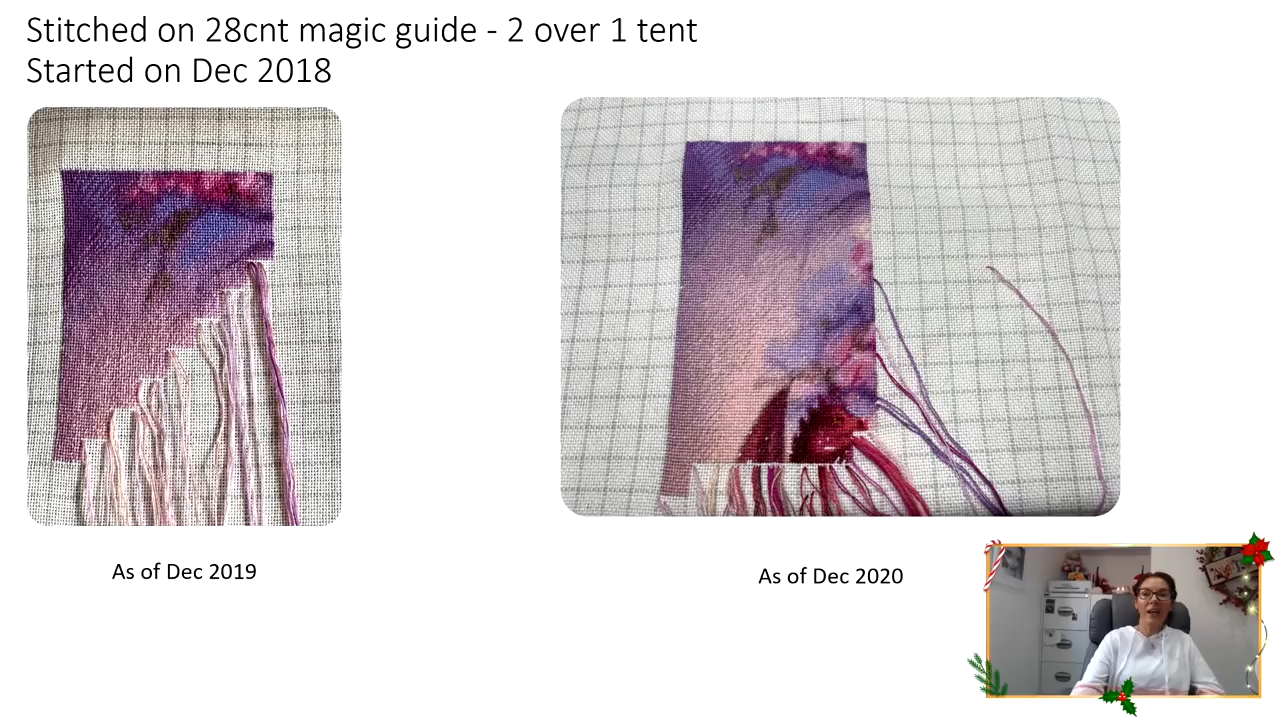 Stitched on 28cnt magic guide - 2 over 1 tent
Started on Dec 2018
As of Dec 2019
As of Dec 2020